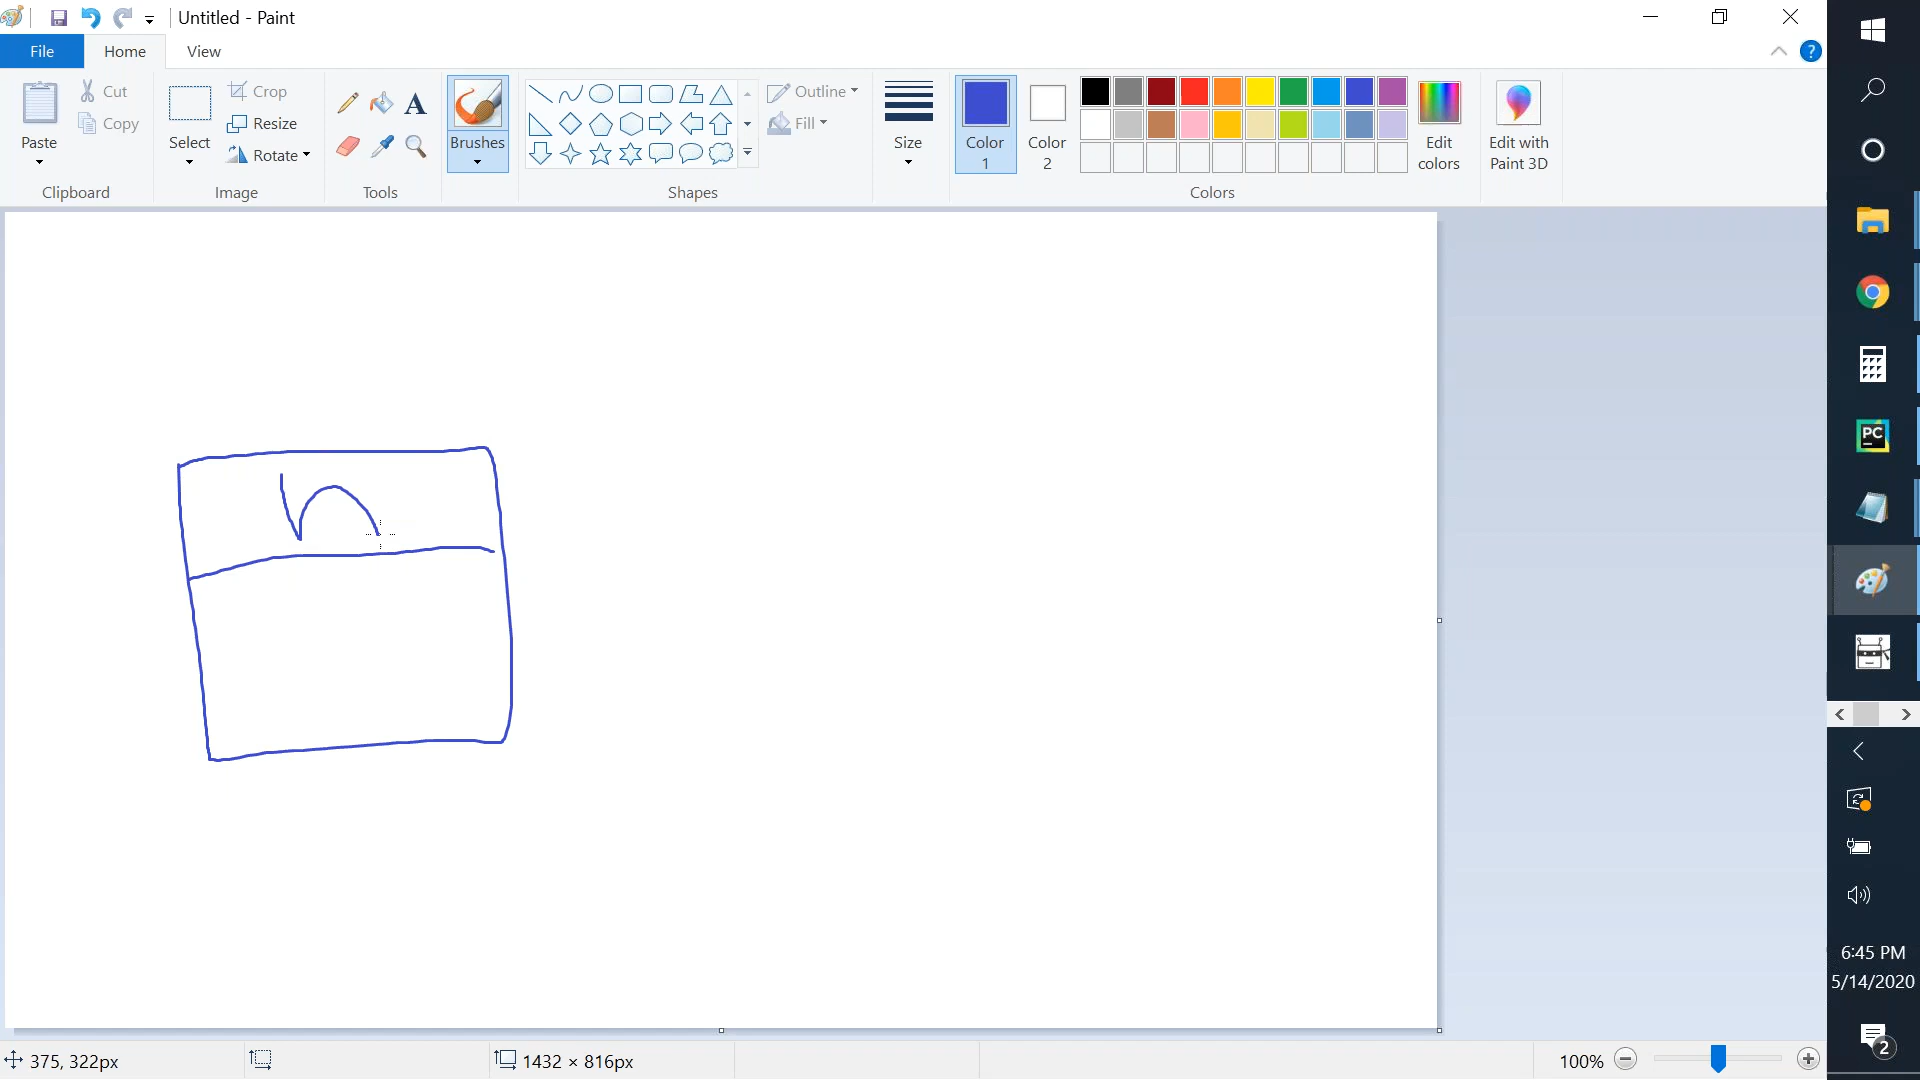 Untitled - Paint
File Home View
Paste
Cut
Copy
Clipboard
Select
Crop
Resize
Rotate
Image
A
Tools
Brushes
Shapes
Outline
Fill
Size
Color
1
Color
2
Edit
colors
Colors
Edit with
Paint 3D
?
n
PC
6:45 PM
5/14/2020
2
375, 322px
1432 × 816px
100%